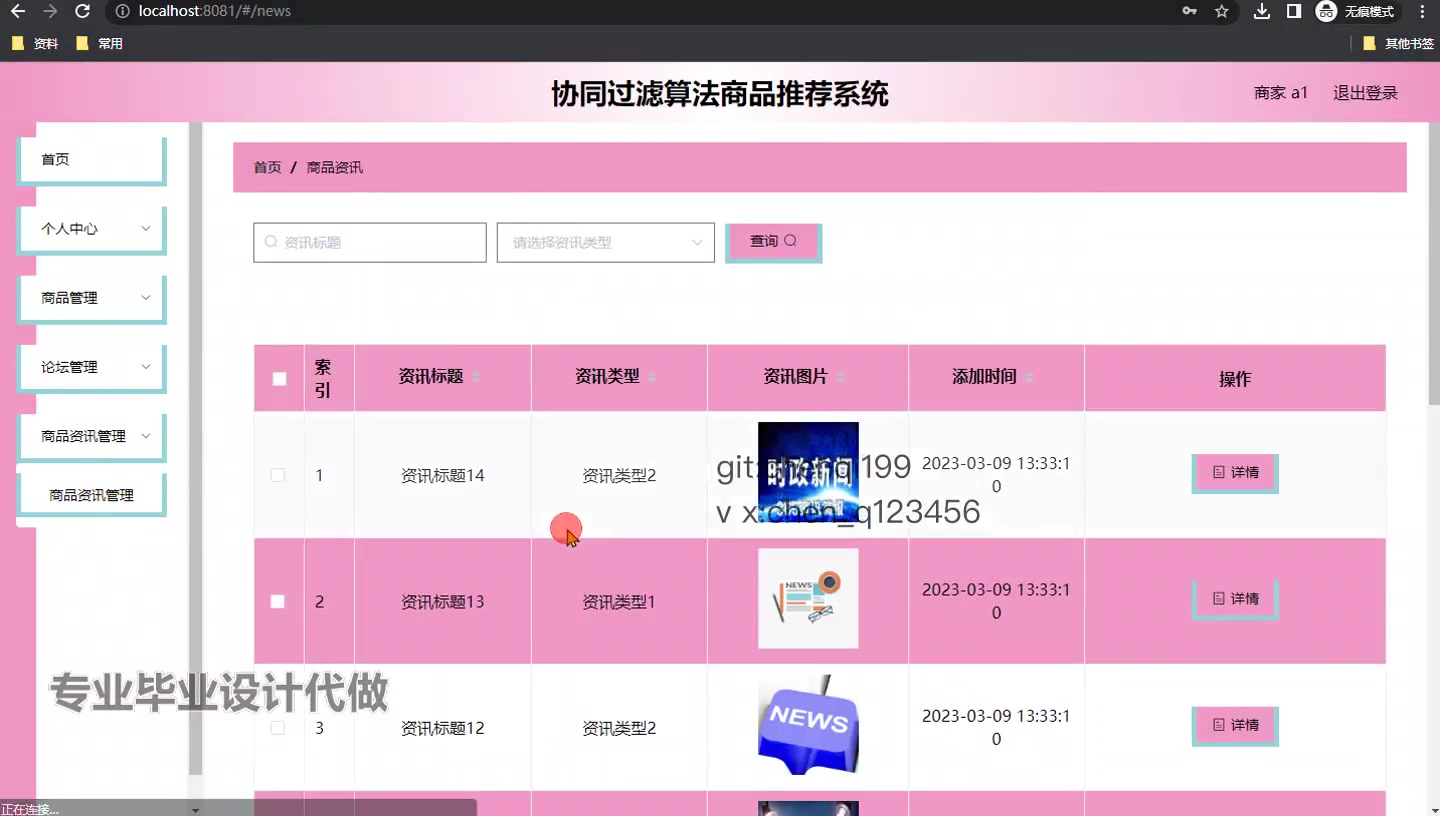 localhost:8081/#/news
无痕模式
资料
常用
其他书签
协同过滤算法商品推荐系统
商家 a1
退出登录
首页
个人中心
商品管理
论坛管理
商品资讯管理
商品资讯管理
首页 / 商品资讯
资讯标题
请选择资讯类型
查询
索引
资讯标题
资讯类型
资讯图片
添加时间
操作
1
资讯标题14
资讯类型2
时政新闻
2023-03-09 13:33:1
0
详情
v x:chen_q123456
2
资讯标题13
资讯类型1
NEWS
2023-03-09 13:33:1
0
详情
专业毕业设计代做
3
资讯标题12
资讯类型2
NEWS
2023-03-09 13:33:1
0
详情
正在连接...